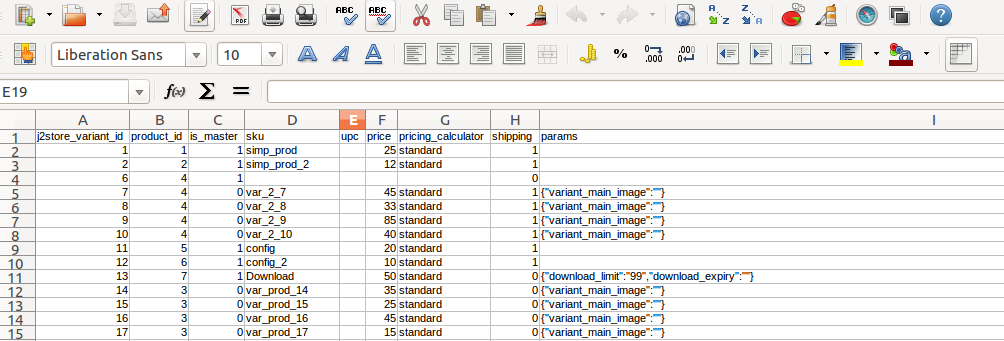 PDF ABC ABC A Z Z A
Liberation Sans 10 A A A % 0.000 .000 0 A
E19 f(x) Σ =
A B C D E F G H I
1 j2store_variant_id product_id is_master sku upc price pricing_calculator shipping params
2 1 1 1 simp_prod 25 standard 1
3 2 2 1 simp_prod_2 12 standard 1
4 6 4 1 0
5 7 4 0 var_2_7 45 standard 1 {"variant_main_image":""}
6 8 4 0 var_2_8 33 standard 1 {"variant_main_image":""}
7 9 4 0 var_2_9 85 standard 1 {"variant_main_image":""}
8 10 4 0 var_2_10 40 standard 1 {"variant_main_image":""}
9 11 5 1 config 20 standard 1
10 12 6 1 config_2 10 standard 1
11 13 7 1 Download 50 standard 0 {"download_limit":"99","download_expiry":""}
12 14 3 0 var_prod_14 35 standard 0 {"variant_main_image":""}
13 15 3 0 var_prod_15 25 standard 0 {"variant_main_image":""}
14 16 3 0 var_prod_16 45 standard 0 {"variant_main_image":""}
15 17 3 0 var_prod_17 15 standard 0 {"variant_main_image":""}